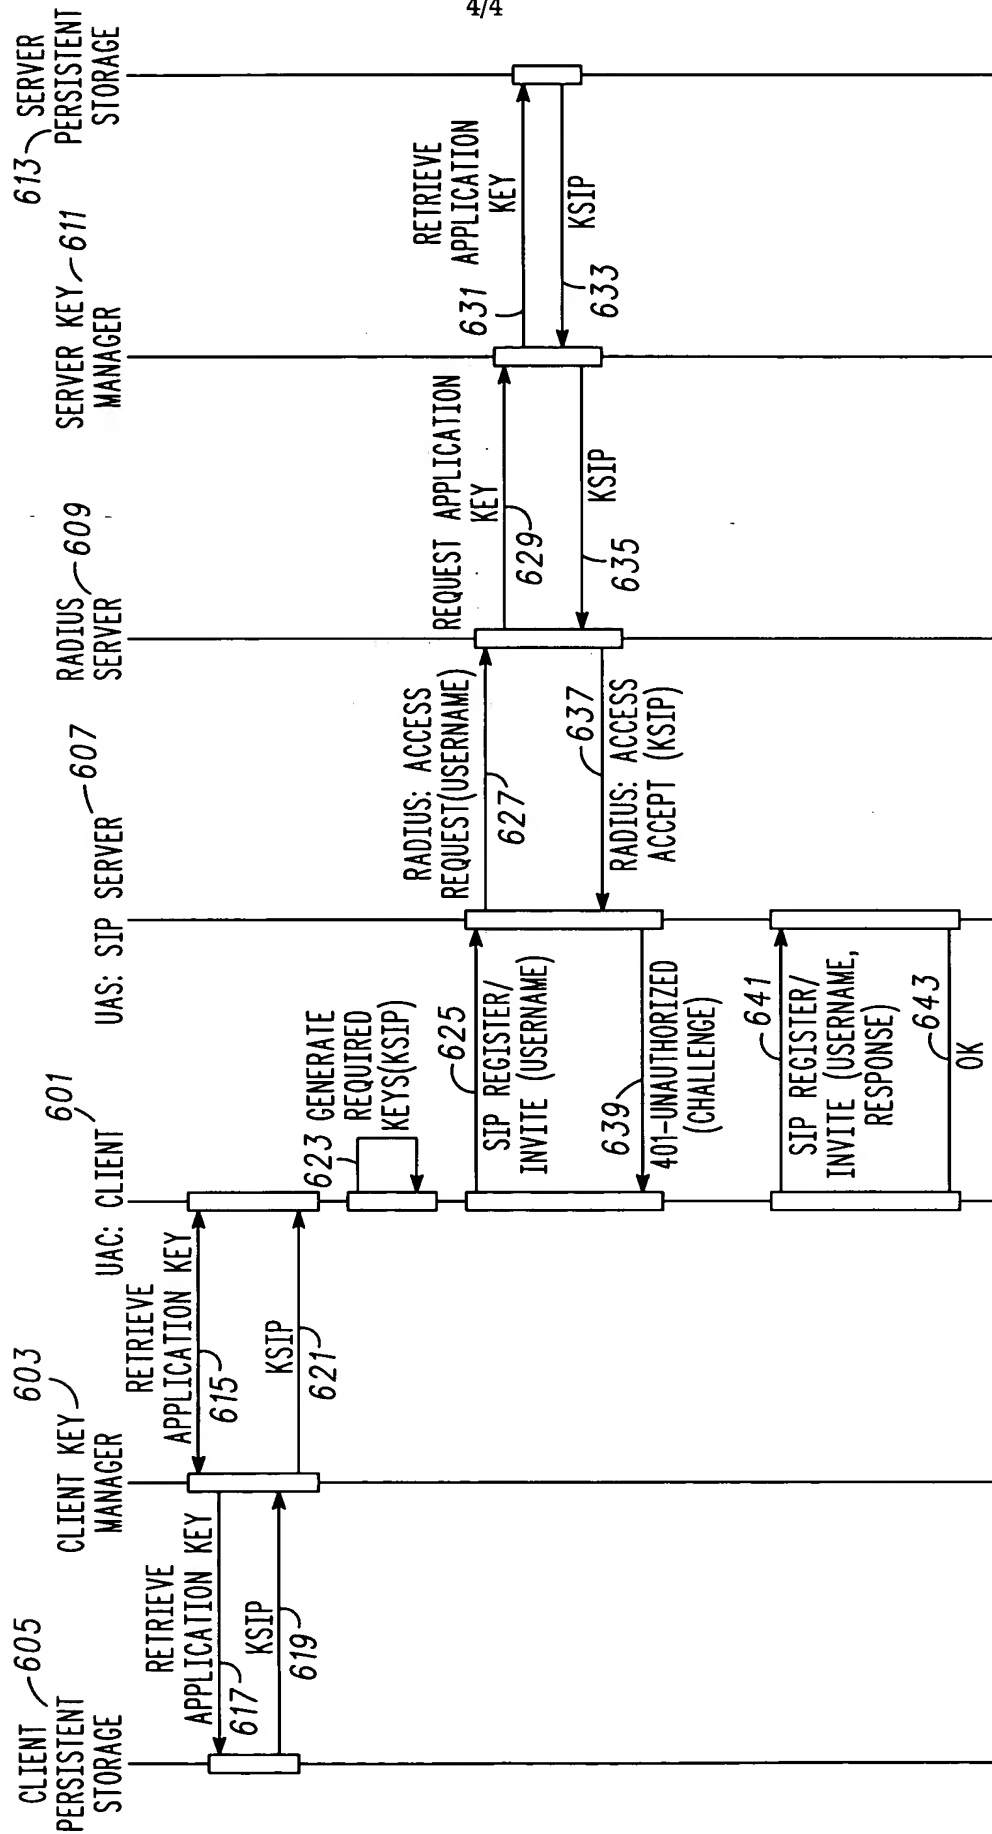 4/4
CLIENT 605
PERSISTENT
STORAGE
CLIENT KEY 603
MANAGER
UAC: CLIENT 601
UAS: SIP SERVER 607
RADIUS 609
SERVER
SERVER KEY 611
MANAGER
613 SERVER
PERSISTENT
STORAGE
RETRIEVE
APPLICATION KEY
615
RETRIEVE
APPLICATION KEY
617
KSIP
619
KSIP
621
623 GENERATE
REQUIRED
KEYS(KSIP)
625
SIP REGISTER/
INVITE (USERNAME)
RADIUS: ACCESS
REQUEST(USERNAME)
627
REQUEST APPLICATION
KEY
629
RETRIEVE
631 APPLICATION
KEY
KSIP
633
KSIP
635
637
RADIUS: ACCESS
ACCEPT (KSIP)
639
401-UNAUTHORIZED
(CHALLENGE)
641
SIP REGISTER/
INVITE (USERNAME,
RESPONSE)
643
OK